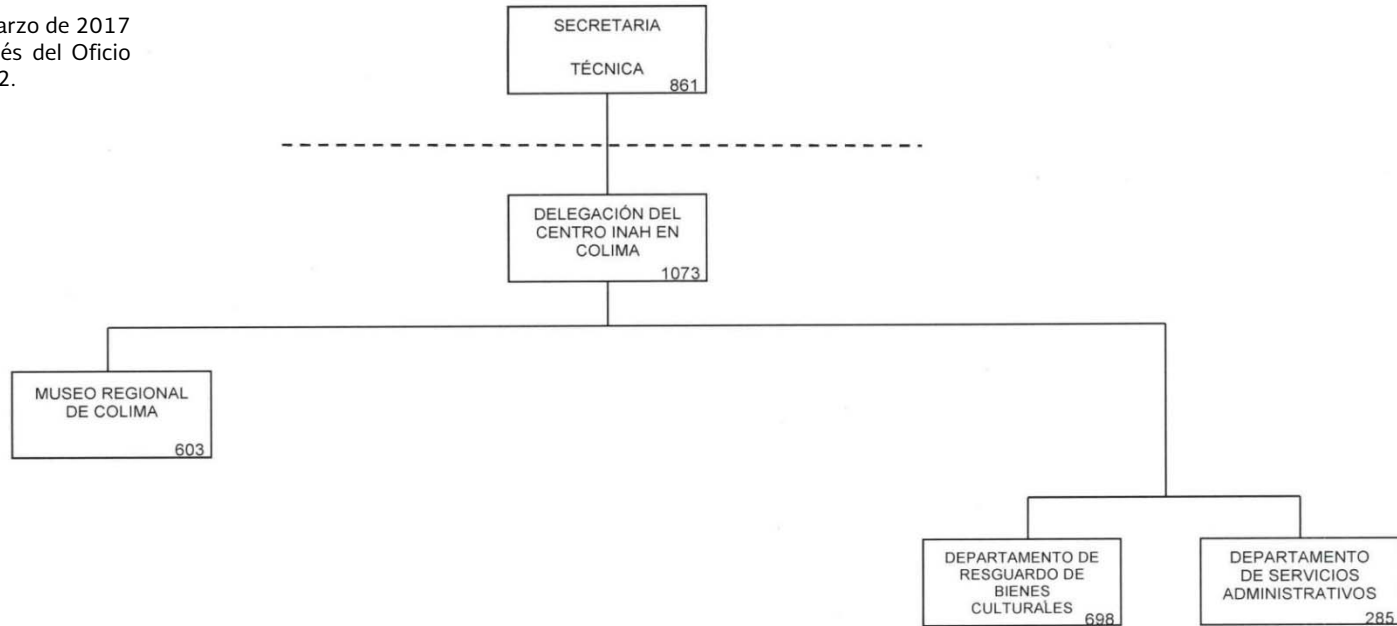 arzo de 2017
és del Oficio
2.
SECRETARIA
TÉCNICA
861
DELEGACIÓN DEL
CENTRO INAH EN
COLIMA
1073
MUSEO REGIONAL
DE COLIMA
603
DEPARTAMENTO DE
RESGUARDO DE
BIENES
CULTURALES
698
DEPARTAMENTO
DE SERVICIOS
ADMINISTRATIVOS
285